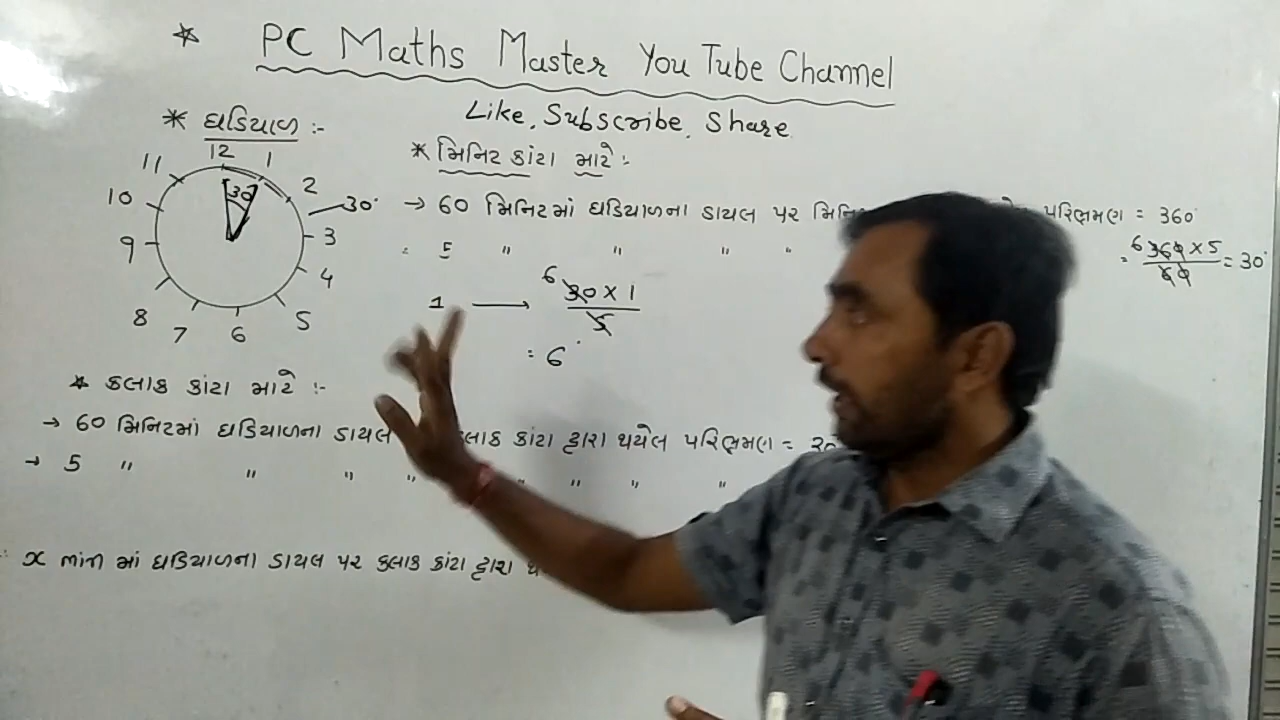 * PC Maths Master YouTube Channel
Like, Subscribe, Share
* ઘડિયાળ :-
12
1
2
3
4
5
6
7
8
9
10
11
30
30°
* મિનિટ કાંટા માટે :-
→ 60 મિનિટમાં ઘડિયાળના ડાયલ પર પરિભ્રમણ = 360°
= 5 " " " "
= 360 × 5 / 60 = 30°
6
1 → 30 × 1 / 5
6
= 6°
* કલાક કાંટા માટે :-
→ 60 મિનિટમાં ઘડિયાળના ડાયલ કલાક કાંટા દ્વારા થયેલ પરિભ્રમણ = 30
→ 5 " " " " " " " "
∴ x મિનિટ માં ઘડિયાળના ડાયલ પર કલાક કાંટા દ્વારા